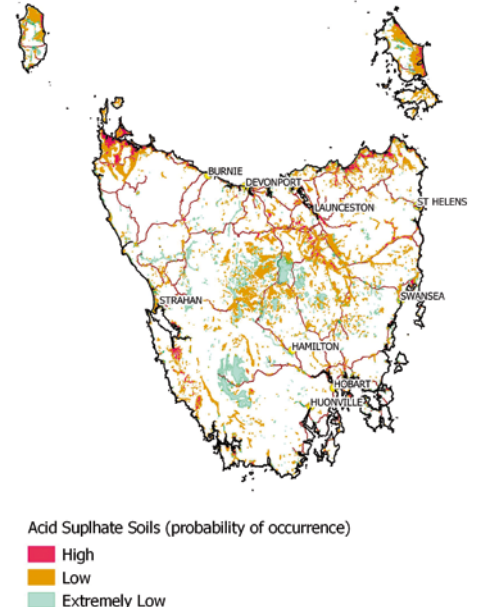 BURNIE
DEVONPORT
LAUNCESTON
ST HELENS
STRAHAN
SWANSEA
HAMILTON
HOBART
HUONVILLE
Acid Suplhate Soils (probability of occurrence)
High
Low
Extremely Low